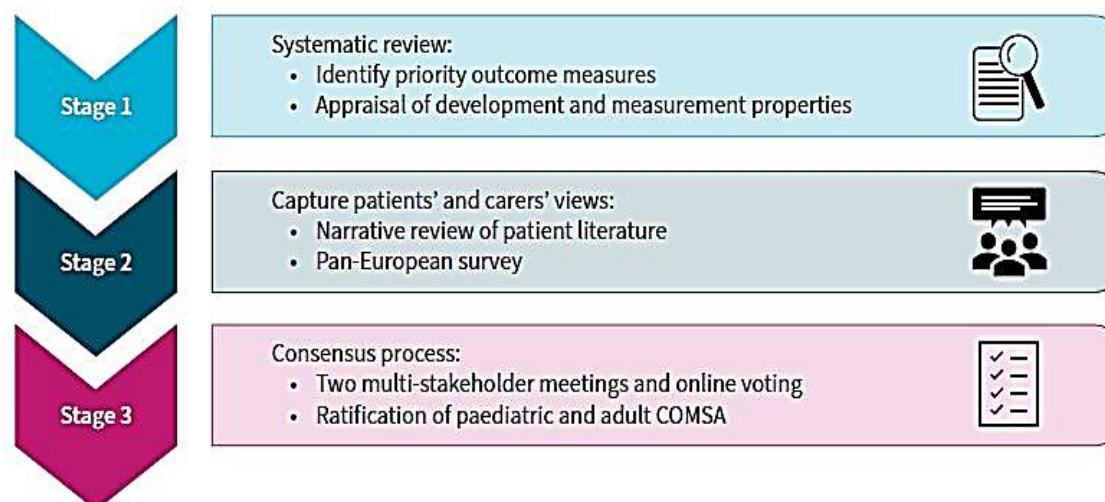 Stage 1
Systematic review:
• Identify priority outcome measures
• Appraisal of development and measurement properties
Stage 2
Capture patients’ and carers’ views:
• Narrative review of patient literature
• Pan-European survey
Stage 3
Consensus process:
• Two multi-stakeholder meetings and online voting
• Ratification of paediatric and adult COMSA